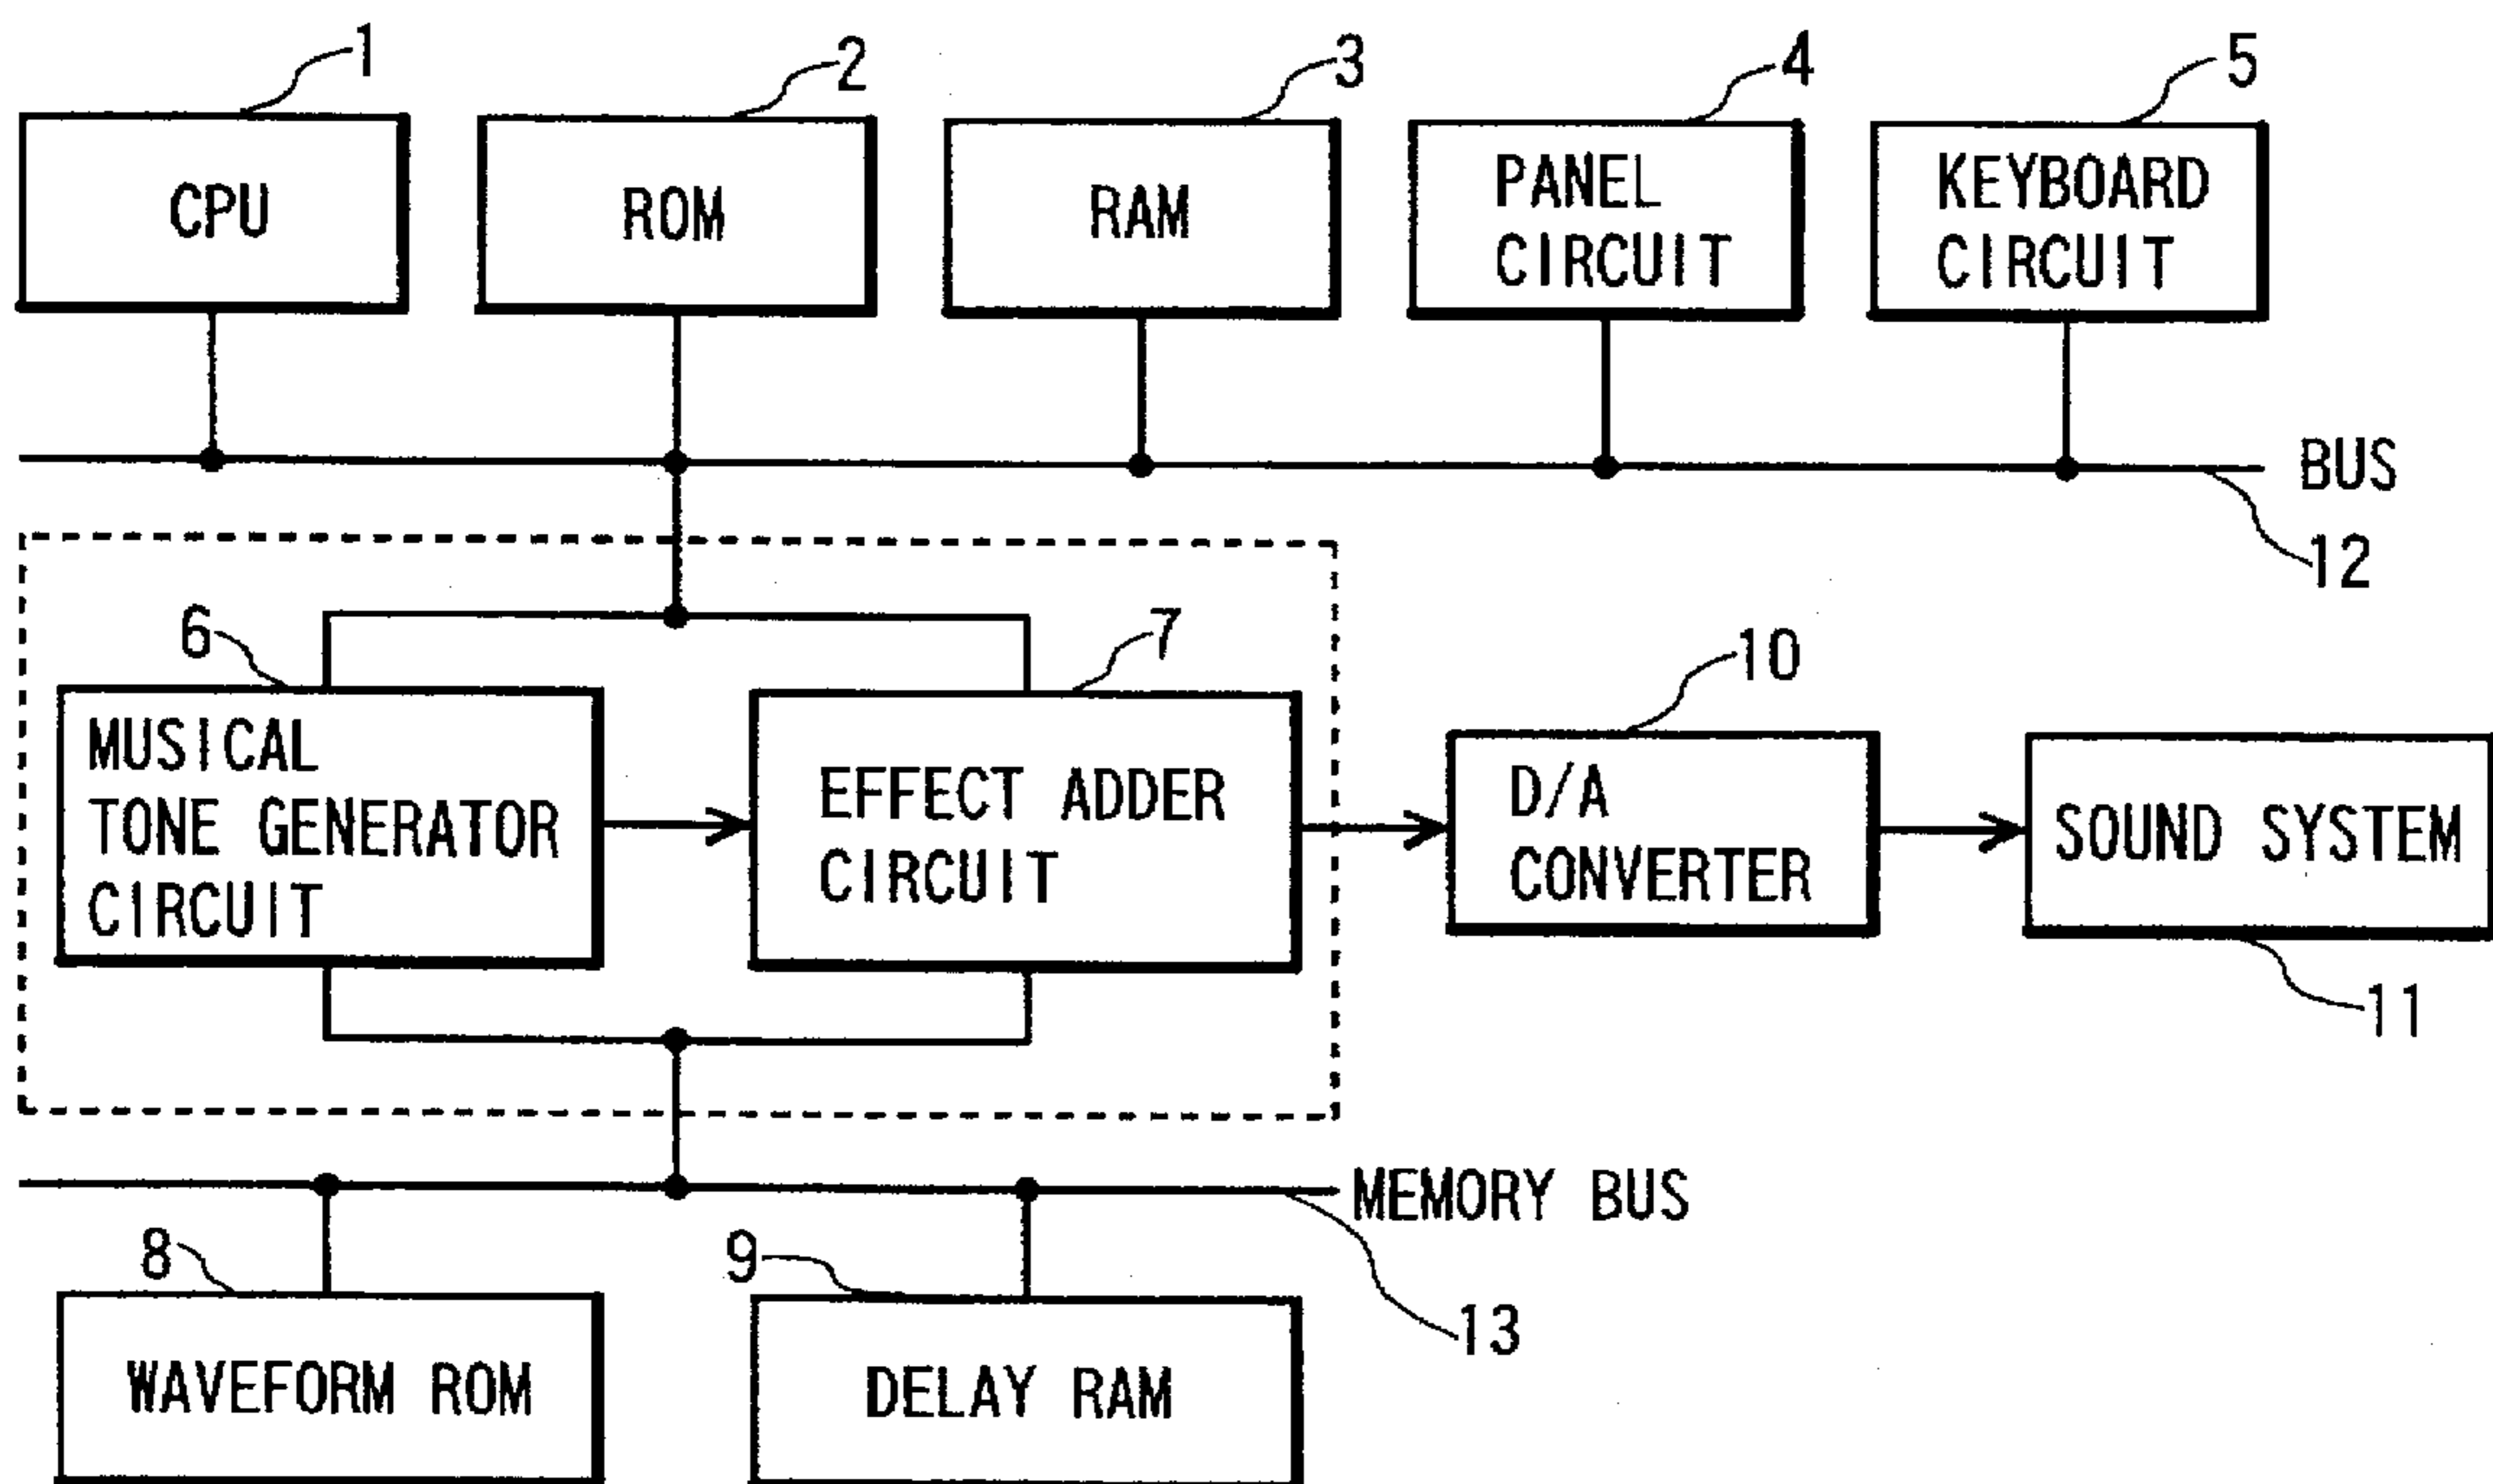 1
2
3
4
5
CPU
ROM
RAM
PANEL
CIRCUIT
KEYBOARD
CIRCUIT
BUS
12
6
7
10
MUSICAL
TONE GENERATOR
CIRCUIT
EFFECT ADDER
CIRCUIT
D/A
CONVERTER
SOUND SYSTEM
11
MEMORY BUS
8
9
13
WAVEFORM ROM
DELAY RAM